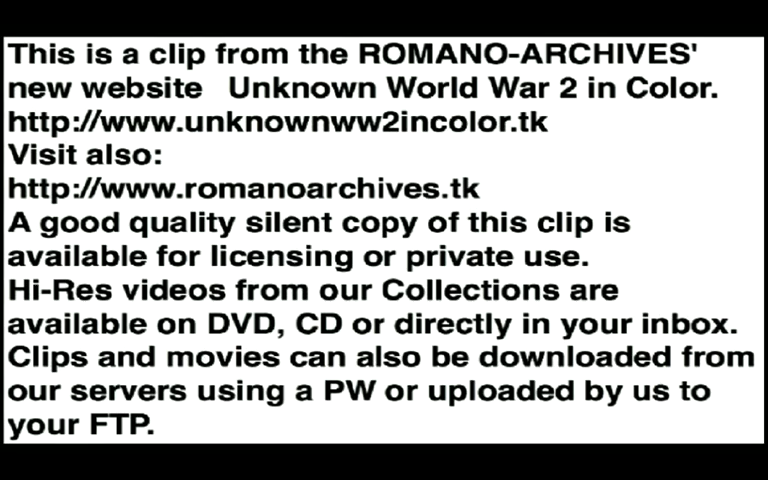 This is a clip from the ROMANO-ARCHIVES'
new website   Unknown World War 2 in Color.
http://www.unknownww2incolor.tk
Visit also:
http://www.romanoarchives.tk
A good quality silent copy of this clip is
available for licensing or private use.
Hi-Res videos from our Collections are
available on DVD, CD or directly in your inbox.
Clips and movies can also be downloaded from
our servers using a PW or uploaded by us to
your FTP.